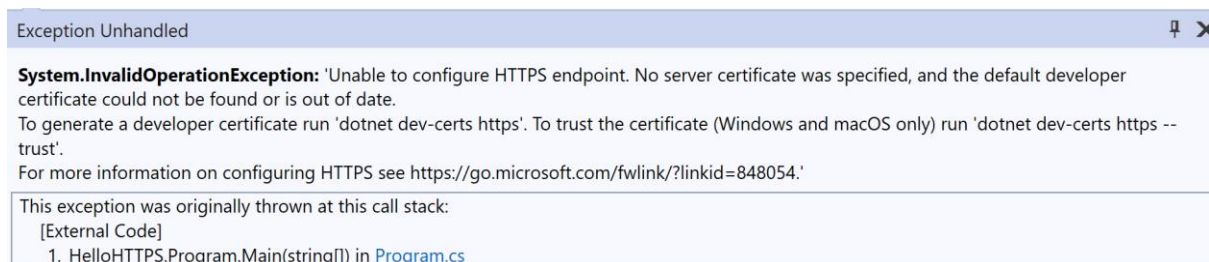 Exception Unhandled
System.InvalidOperationException: 'Unable to configure HTTPS endpoint. No server certificate was specified, and the default developer
certificate could not be found or is out of date.
To generate a developer certificate run 'dotnet dev-certs https'. To trust the certificate (Windows and macOS only) run 'dotnet dev-certs https --
trust'.
For more information on configuring HTTPS see https://go.microsoft.com/fwlink/?linkid=848054.'
This exception was originally thrown at this call stack:
[External Code]
1. HelloHTTPS.Program.Main(string[]) in Program.cs